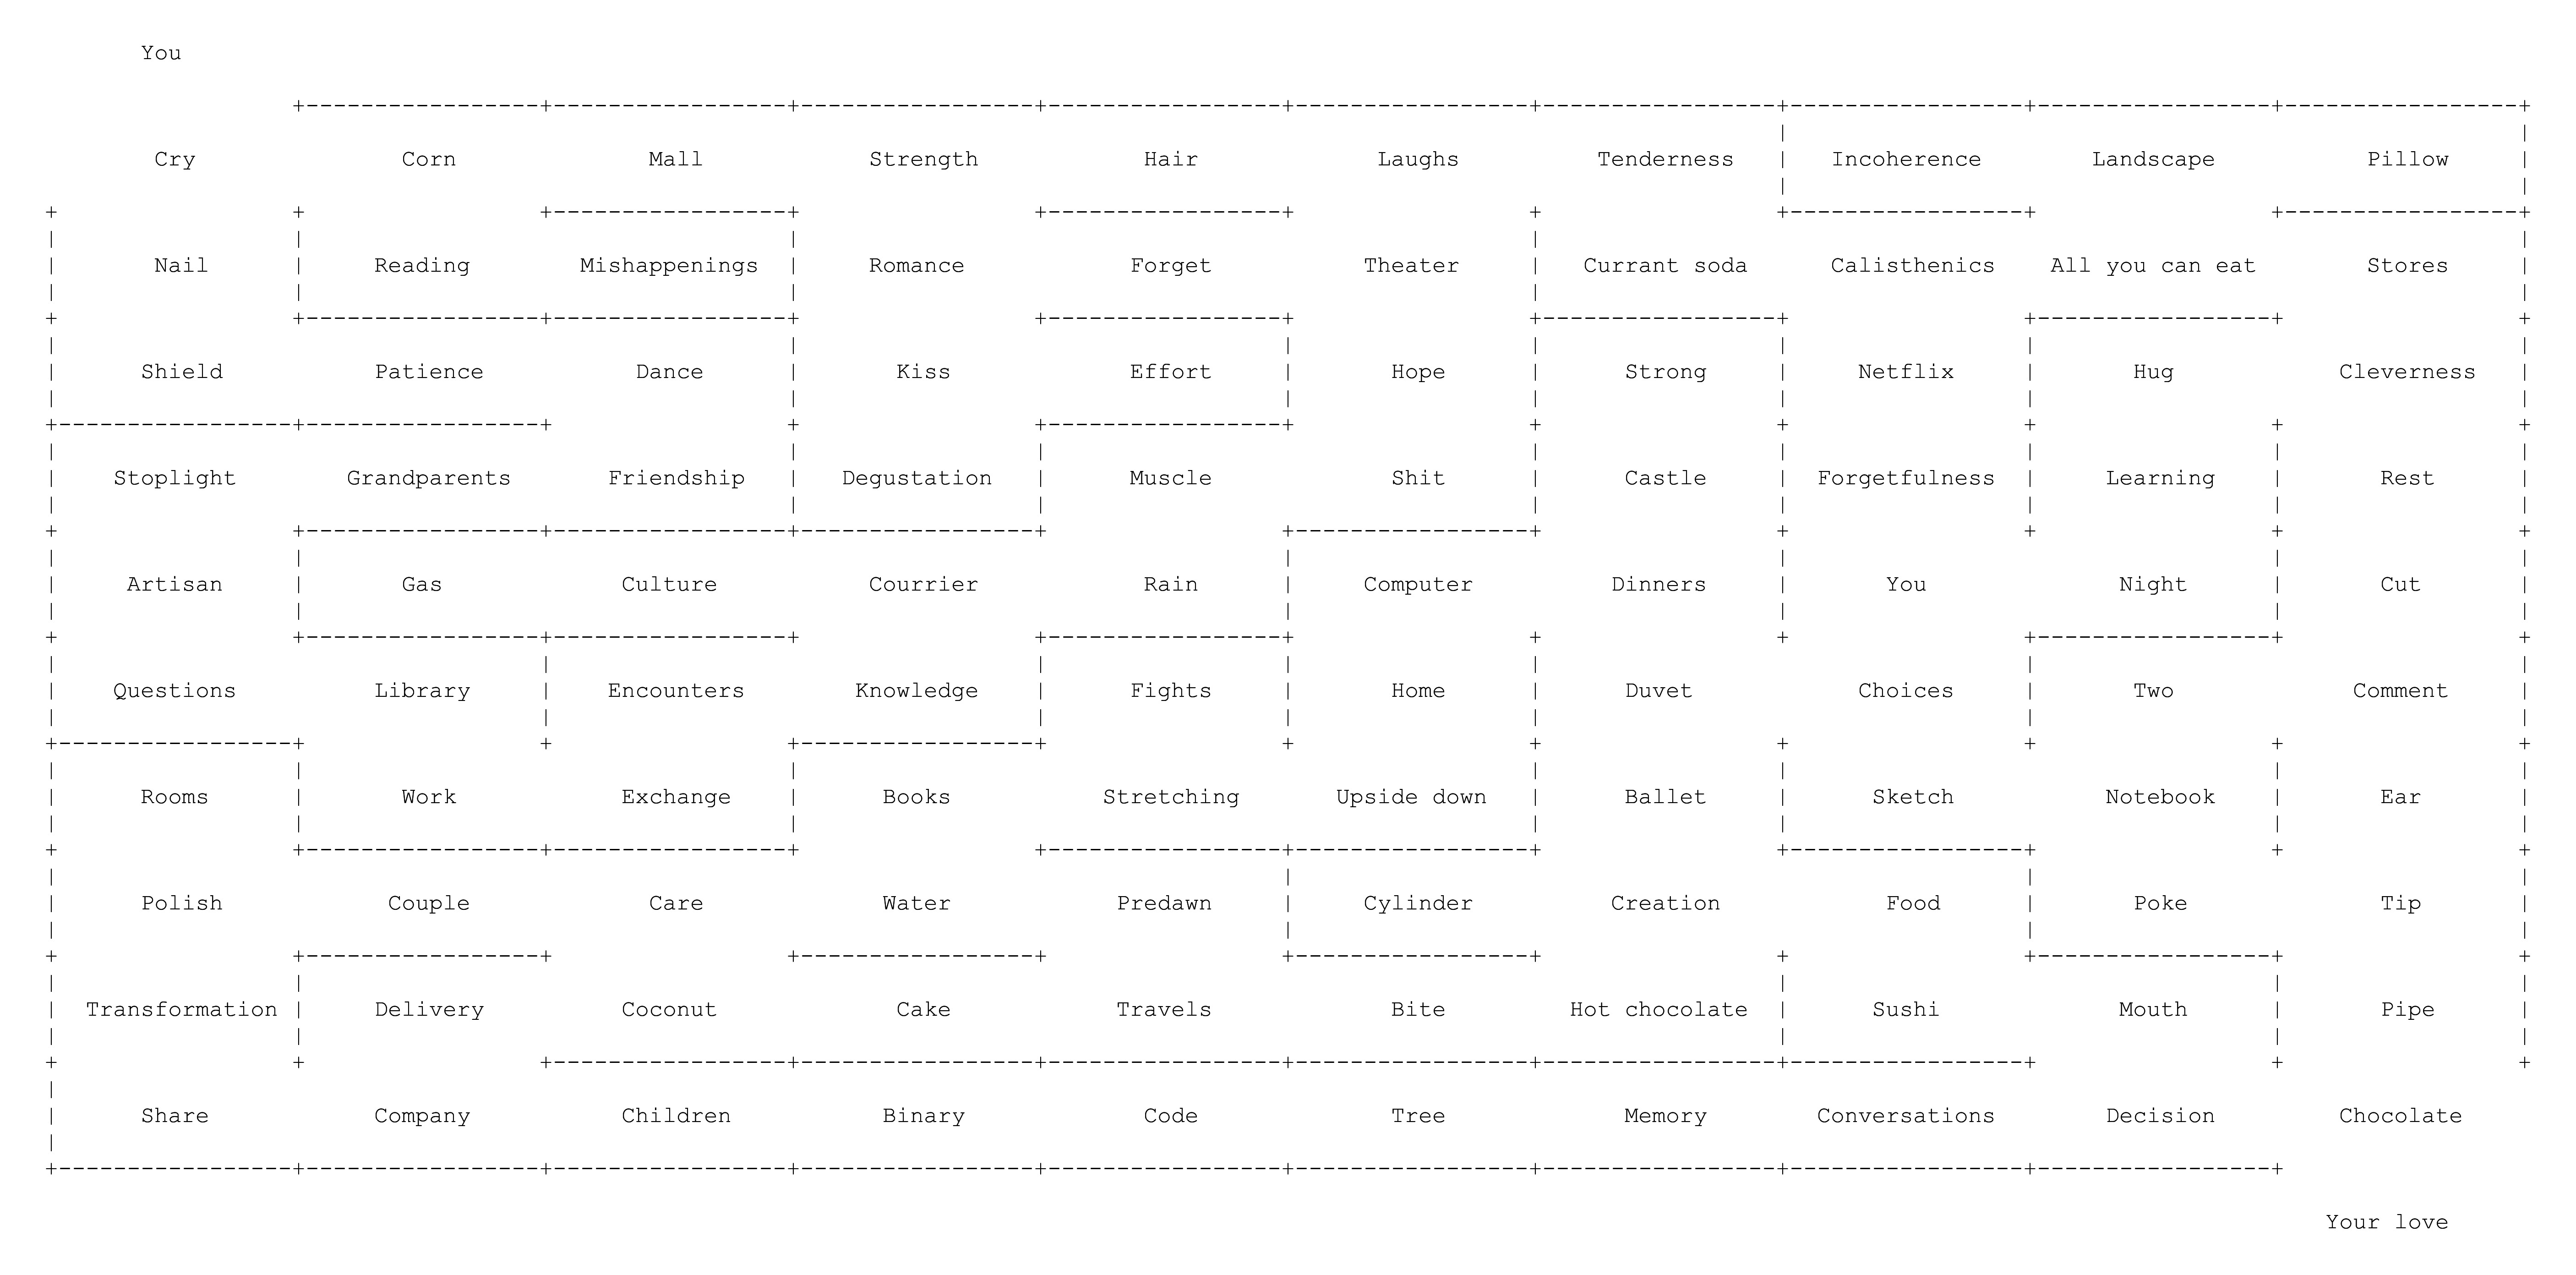 You
Cry Corn Mall Strength Hair Laughs Tenderness Incoherence Landscape Pillow
Nail Reading Mishappenings Romance Forget Theater Currant soda Calisthenics All you can eat Stores
Shield Patience Dance Kiss Effort Hope Strong Netflix Hug Cleverness
Stoplight Grandparents Friendship Degustation Muscle Shit Castle Forgetfulness Learning Rest
Artisan Gas Culture Courrier Rain Computer Dinners You Night Cut
Questions Library Encounters Knowledge Fights Home Duvet Choices Two Comment
Rooms Work Exchange Books Stretching Upside down Ballet Sketch Notebook Ear
Polish Couple Care Water Predawn Cylinder Creation Food Poke Tip
Transformation Delivery Coconut Cake Travels Bite Hot chocolate Sushi Mouth Pipe
Share Company Children Binary Code Tree Memory Conversations Decision Chocolate
Your love